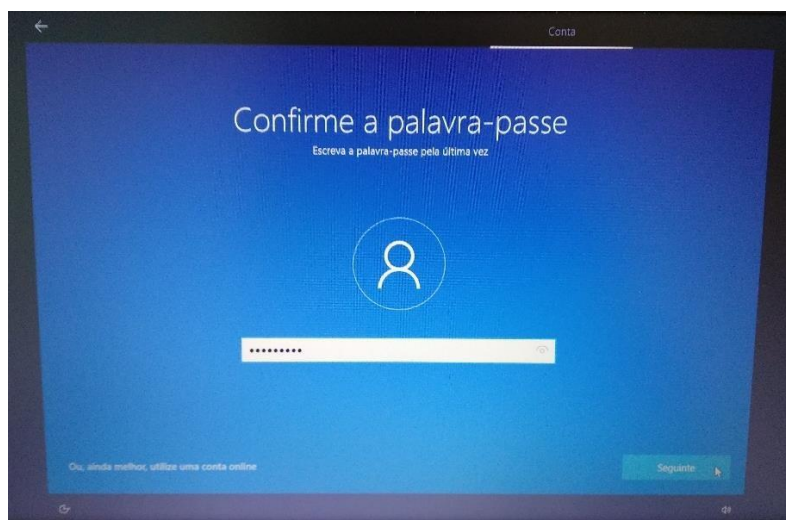 Conta
Confirme a palavra-passe
Escreva a palavra-passe pela última vez
•••••••••
Ou, ainda melhor, utilize uma conta online
Seguinte